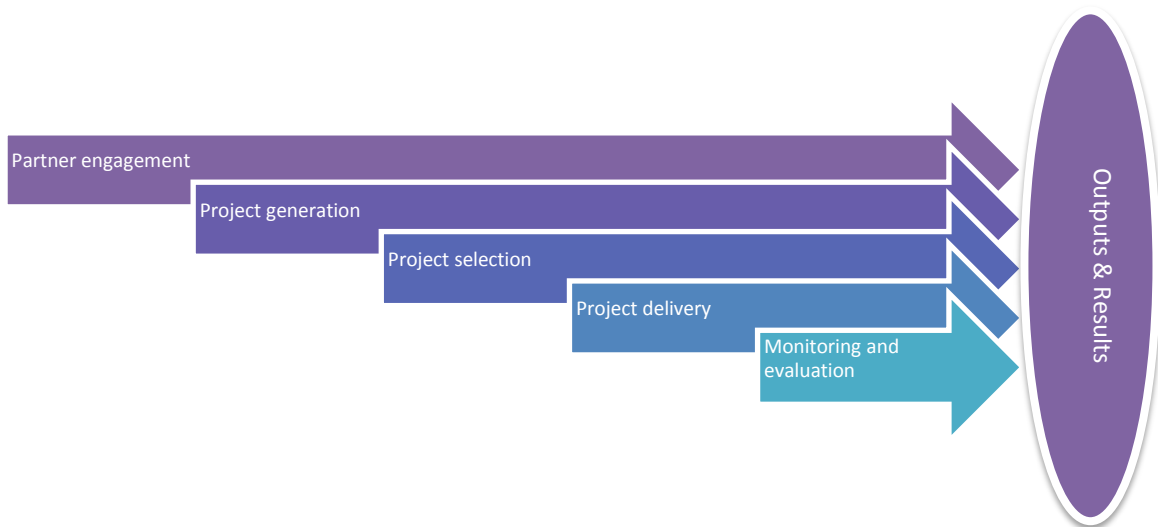 Partner engagement
Project generation
Project selection
Project delivery
Monitoring and
evaluation
Outputs & Results